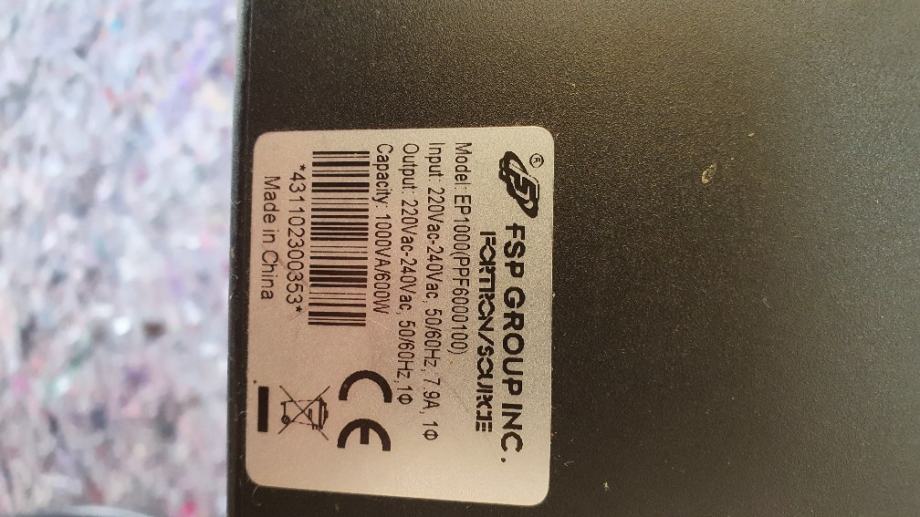 ® FSP GROUP INC.
FORTRON/SOURCE
Model: EP1000(PPF6000100)
Input: 220Vac-240Vac, 50/60Hz, 7.9A, 1Φ
Output: 220Vac-240Vac, 50/60Hz,1Φ
Capacity: 1000VA/600W
*431102300353*
Made in China
CE